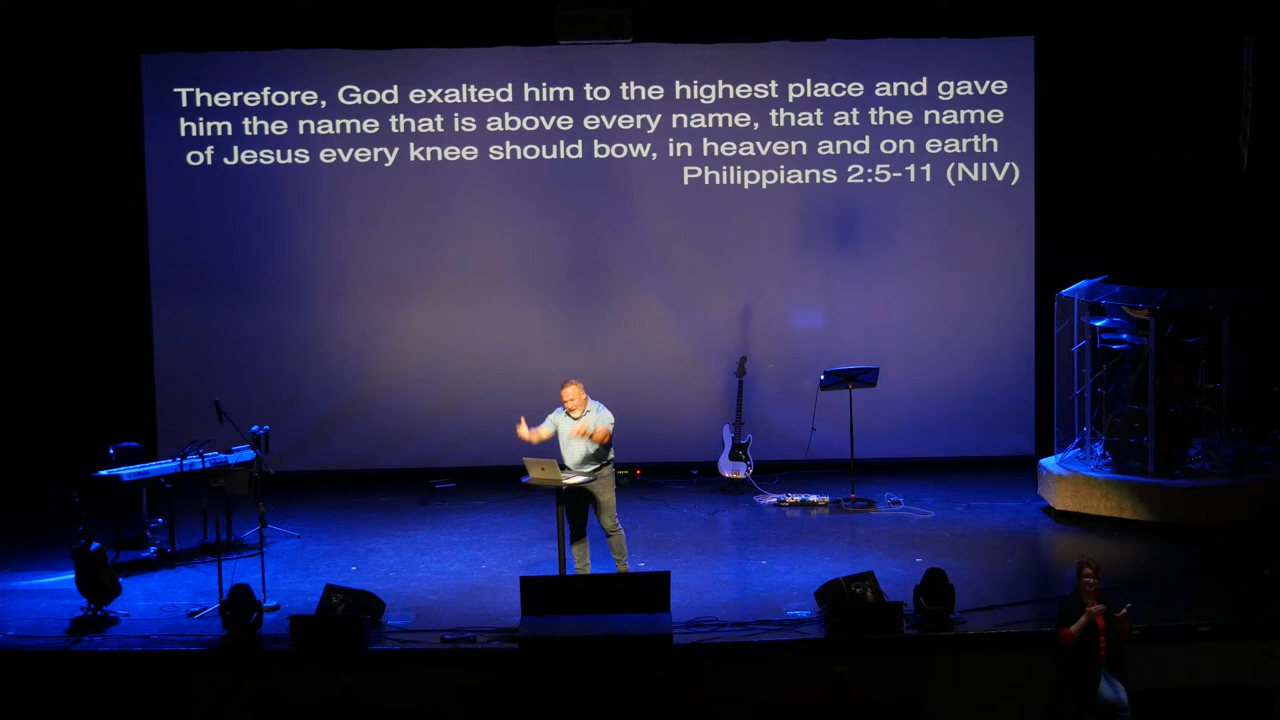 Therefore, God exalted him to the highest place and gave
him the name that is above every name, that at the name
of Jesus every knee should bow, in heaven and on earth
Philippians 2:5-11 (NIV)